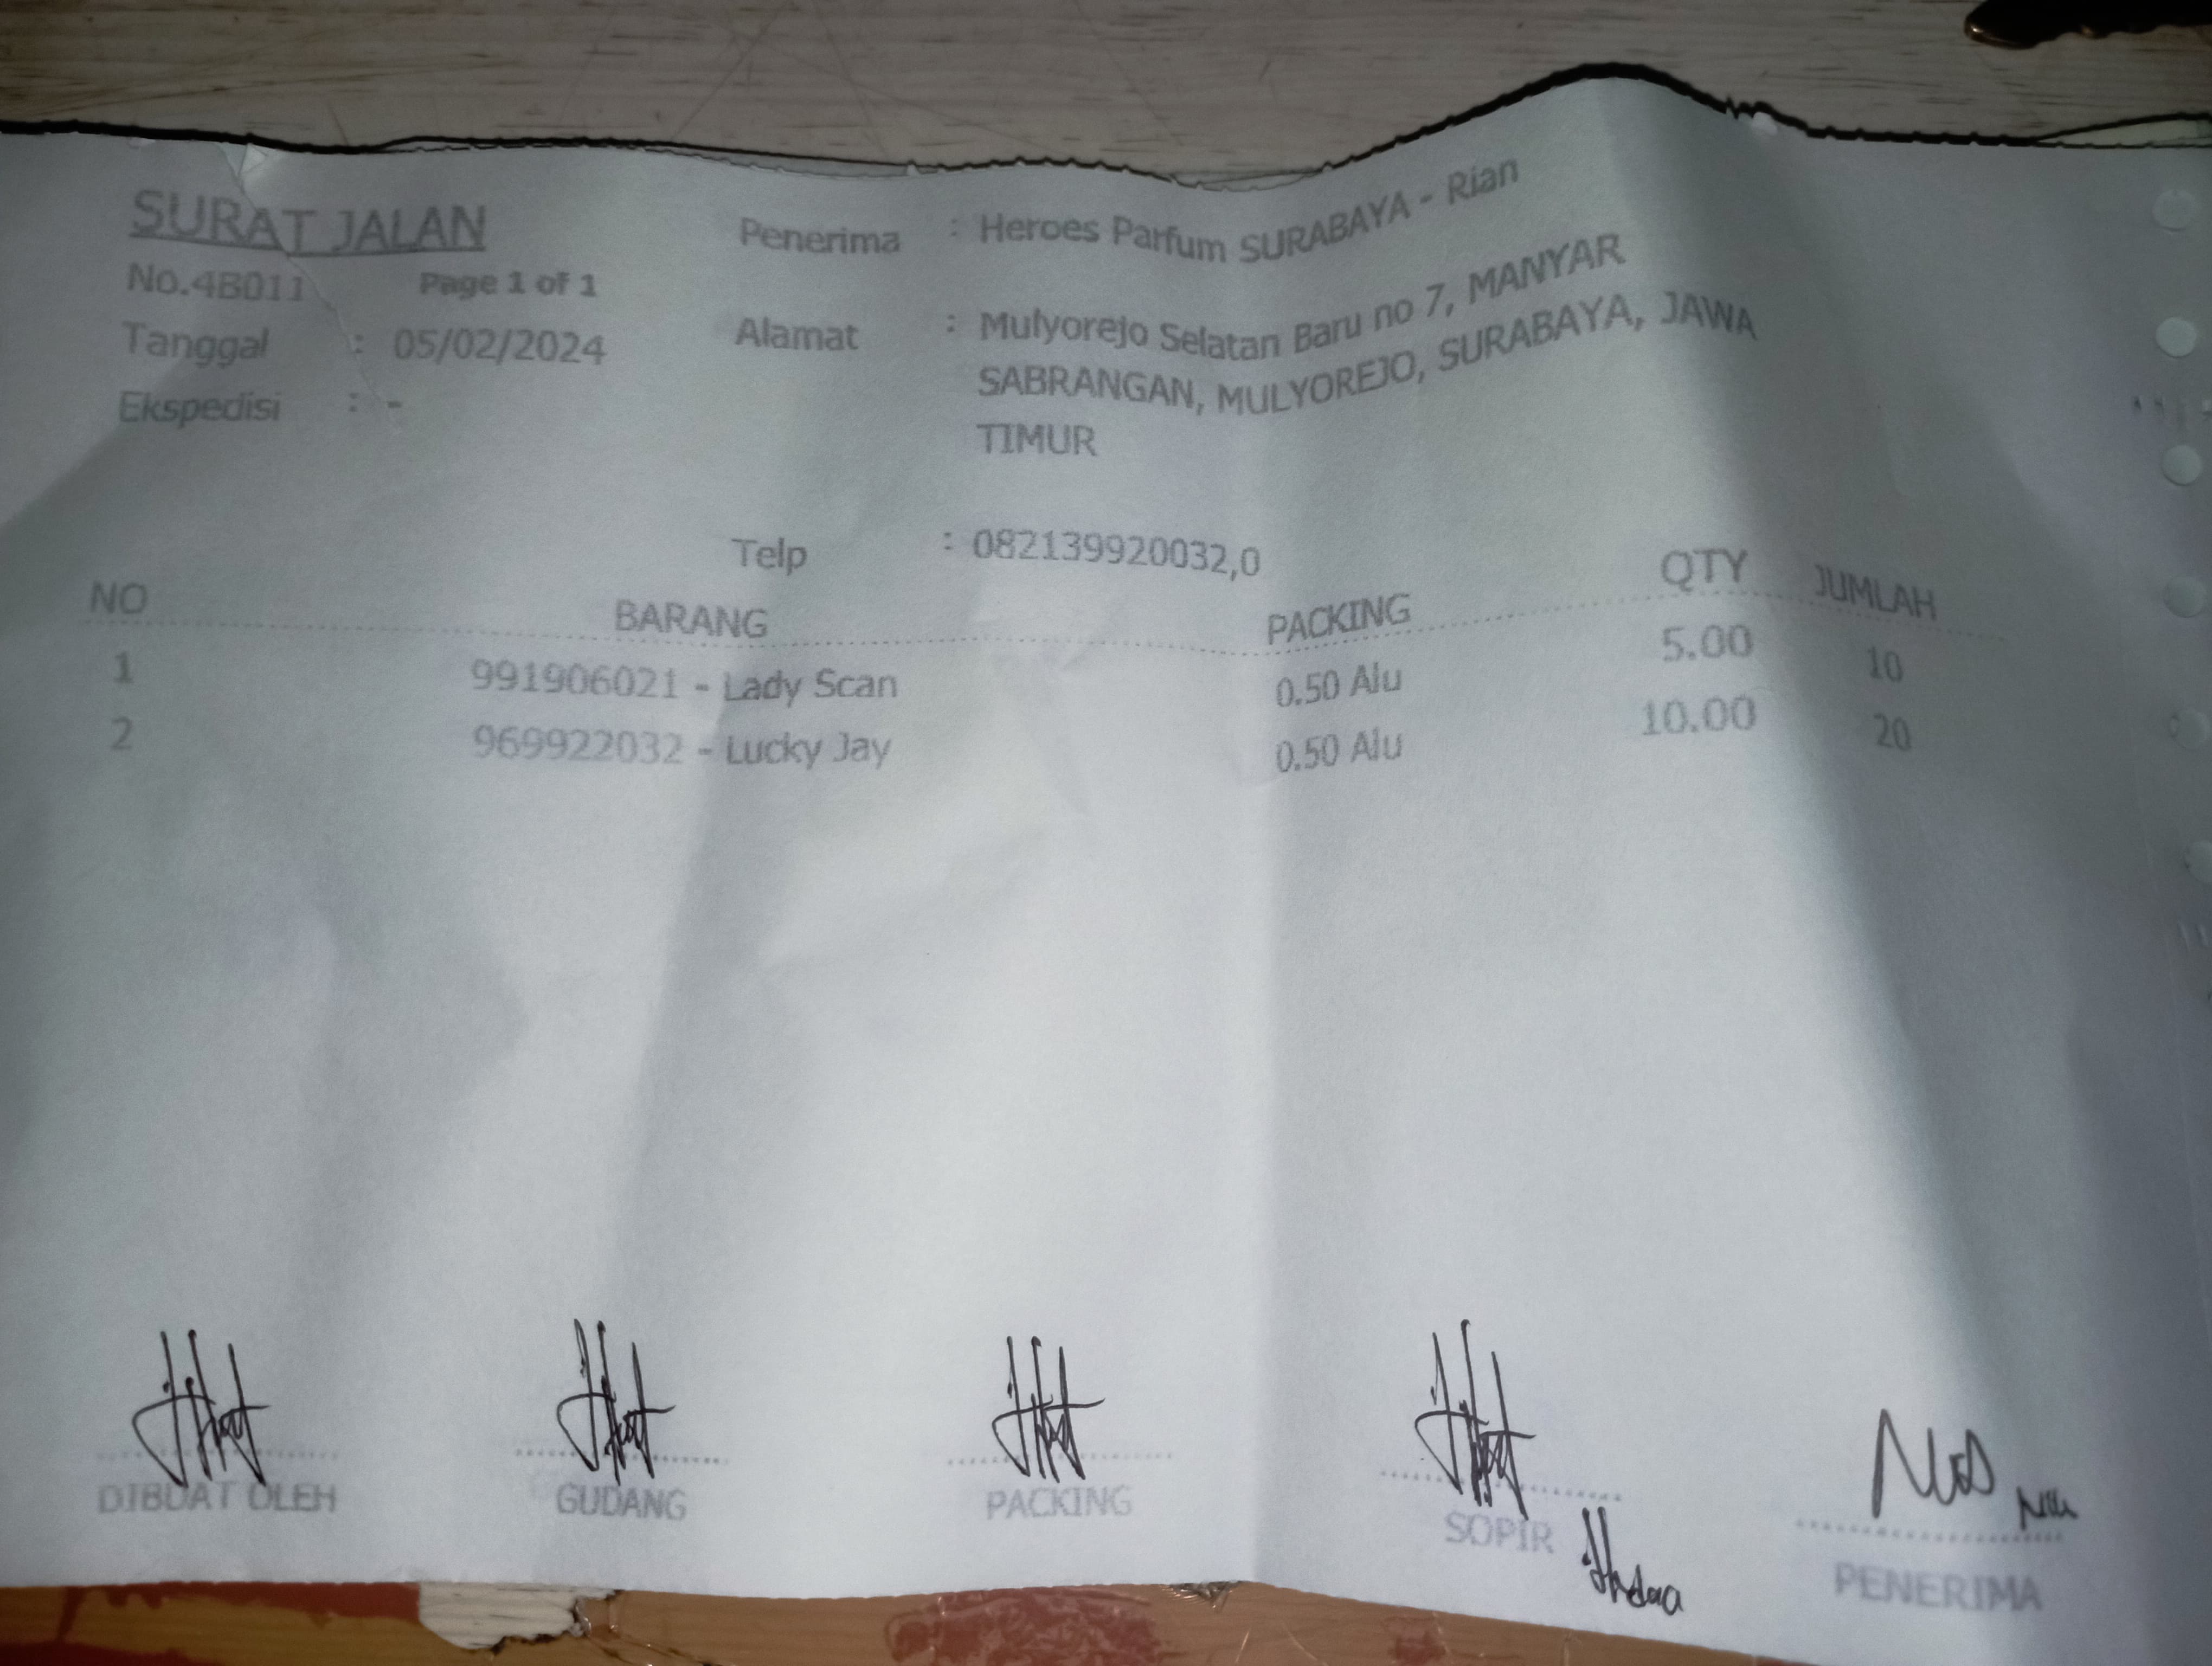 SURAT JALAN
No.4B011 Page 1 of 1
Tanggal : 05/02/2024
Ekspedisi : -
Penerima : Heroes Parfum SURABAYA - Rian
Alamat : Mulyorejo Selatan Baru no 7, MANYAR
SABRANGAN, MULYOREJO, SURABAYA, JAWA
TIMUR
Telp : 082139920032,0
NO BARANG PACKING QTY JUMLAH
1 991906021 - Lady Scan 0.50 Alu 5.00 10
2 969922032 - Lucky Jay 0.50 Alu 10.00 20
DIBUAT OLEH GUDANG PACKING SOPIR PENERIMA